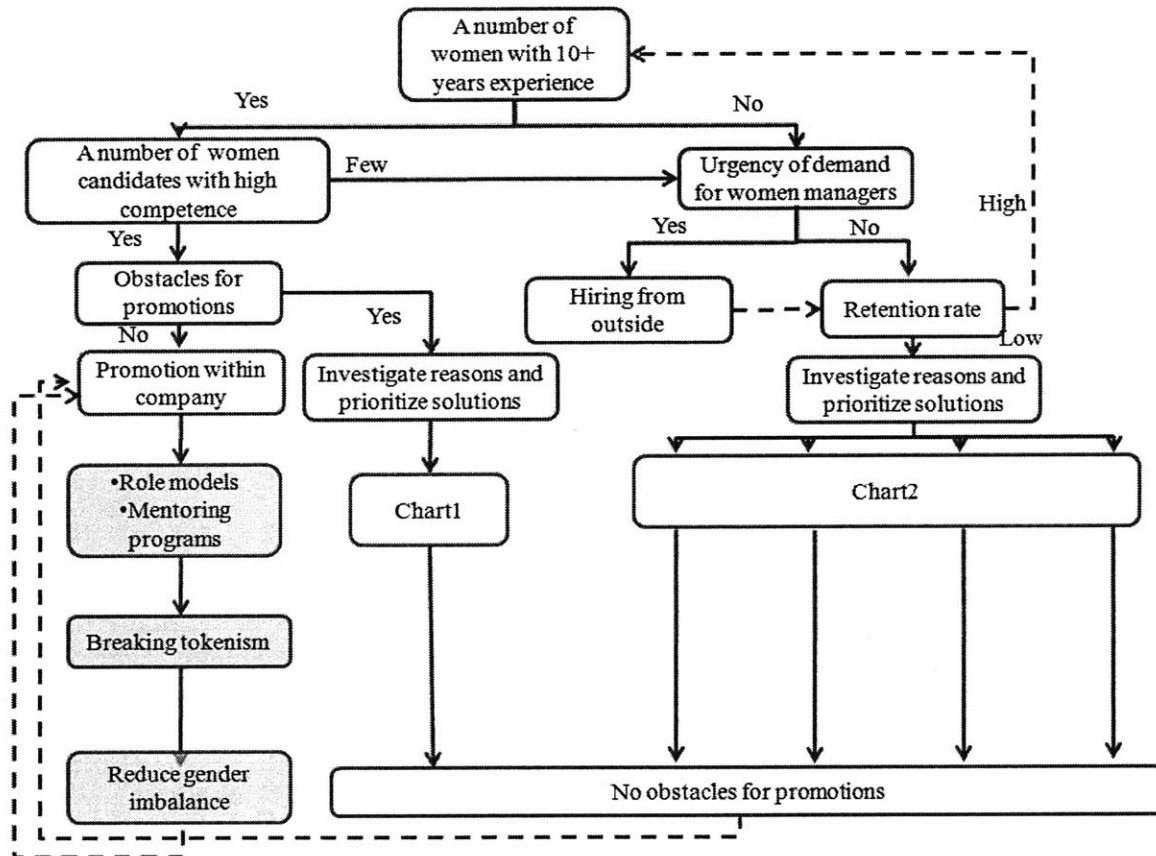 A number of
women with 10+
years experience
Yes
No
A number of women
candidates with high
competence
Few
Urgency of demand
for women managers
High
Yes
Yes
No
Obstacles for
promotions
Hiring from
outside
Retention rate
Yes
No
Low
Promotion within
company
Investigate reasons and
prioritize solutions
Investigate reasons and
prioritize solutions
•Role models
•Mentoring
programs
Chart1
Chart2
Breaking tokenism
Reduce gender
imbalance
No obstacles for promotions